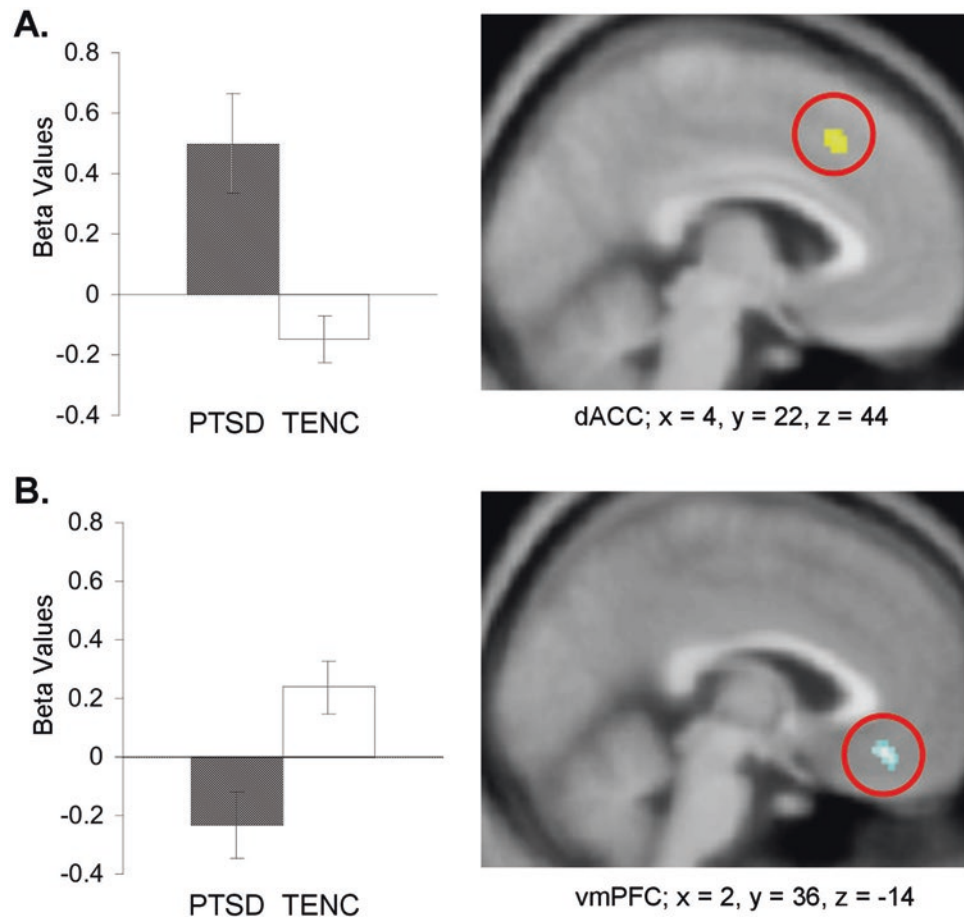 A.
0.8
0.6
0.4
0.2
0
-0.2
-0.4
Beta Values
PTSD TENC
dACC; x = 4, y = 22, z = 44
B.
0.8
0.6
0.4
0.2
0
-0.2
-0.4
Beta Values
PTSD TENC
vmPFC; x = 2, y = 36, z = -14